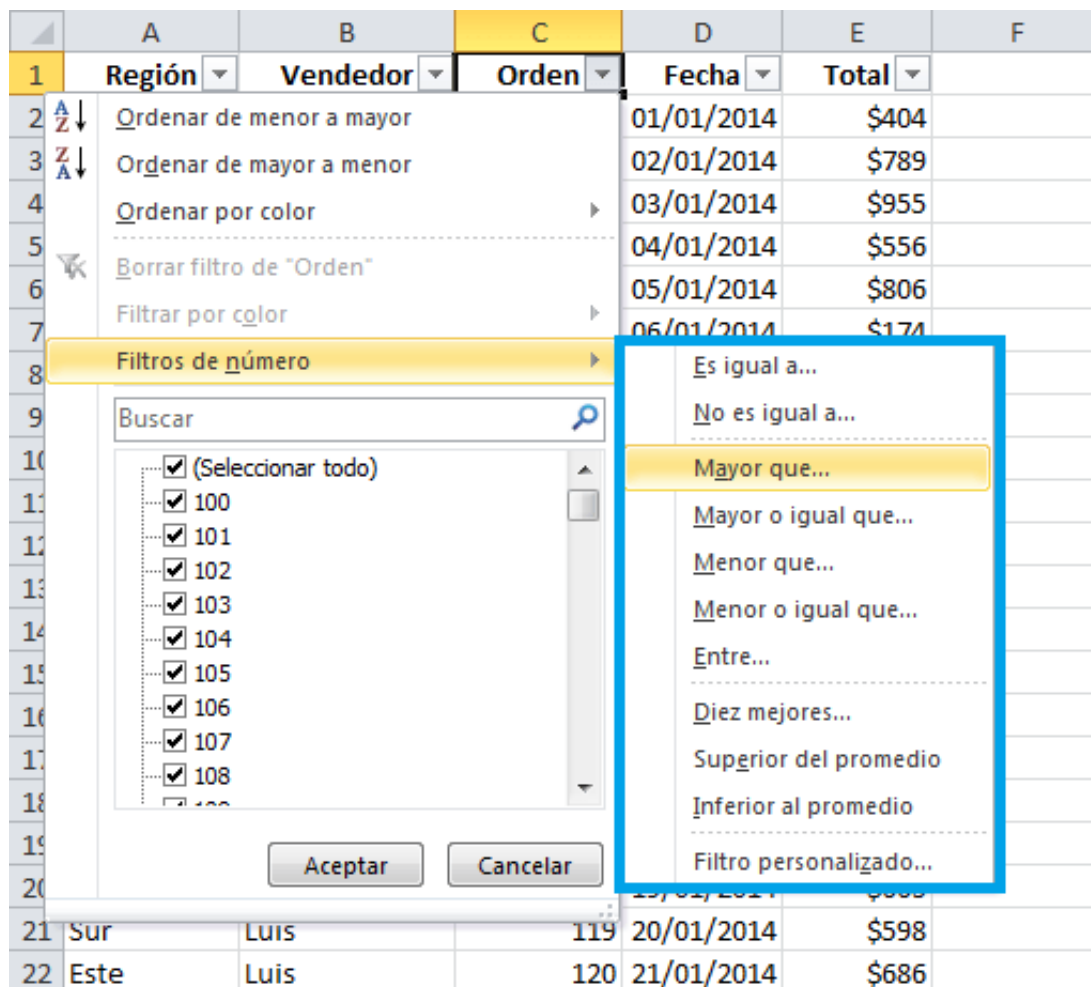 A B C D E F
1 Región Vendedor Orden Fecha Total
2 Ordenar de menor a mayor 01/01/2014 $404
3 Ordenar de mayor a menor 02/01/2014 $789
4 Ordenar por color 03/01/2014 $955
5 04/01/2014 $556
Borrar filtro de "Orden"
6 05/01/2014 $806
Filtrar por color
7 06/01/2014 $174
8 Filtros de número
Es igual a...
9 Buscar
No es igual a...
(Seleccionar todo)
Mayor que...
100
Mayor o igual que...
101
Menor que...
102
103
Menor o igual que...
104
Entre...
105
106
Diez mejores...
107
Superior del promedio
108
Inferior al promedio
Aceptar Cancelar
Filtro personalizado...
21 Sur Luis 119 20/01/2014 $598
22 Este Luis 120 21/01/2014 $686